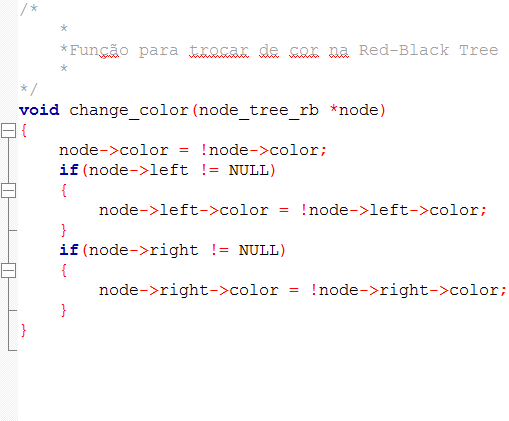 /*
*
*Função para trocar de cor na Red-Black Tree
*
*/
void change_color(node_tree_rb *node)
{
node->color = !node->color;
if(node->left != NULL)
{
node->left->color = !node->left->color;
}
if(node->right != NULL)
{
node->right->color = !node->right->color;
}
}